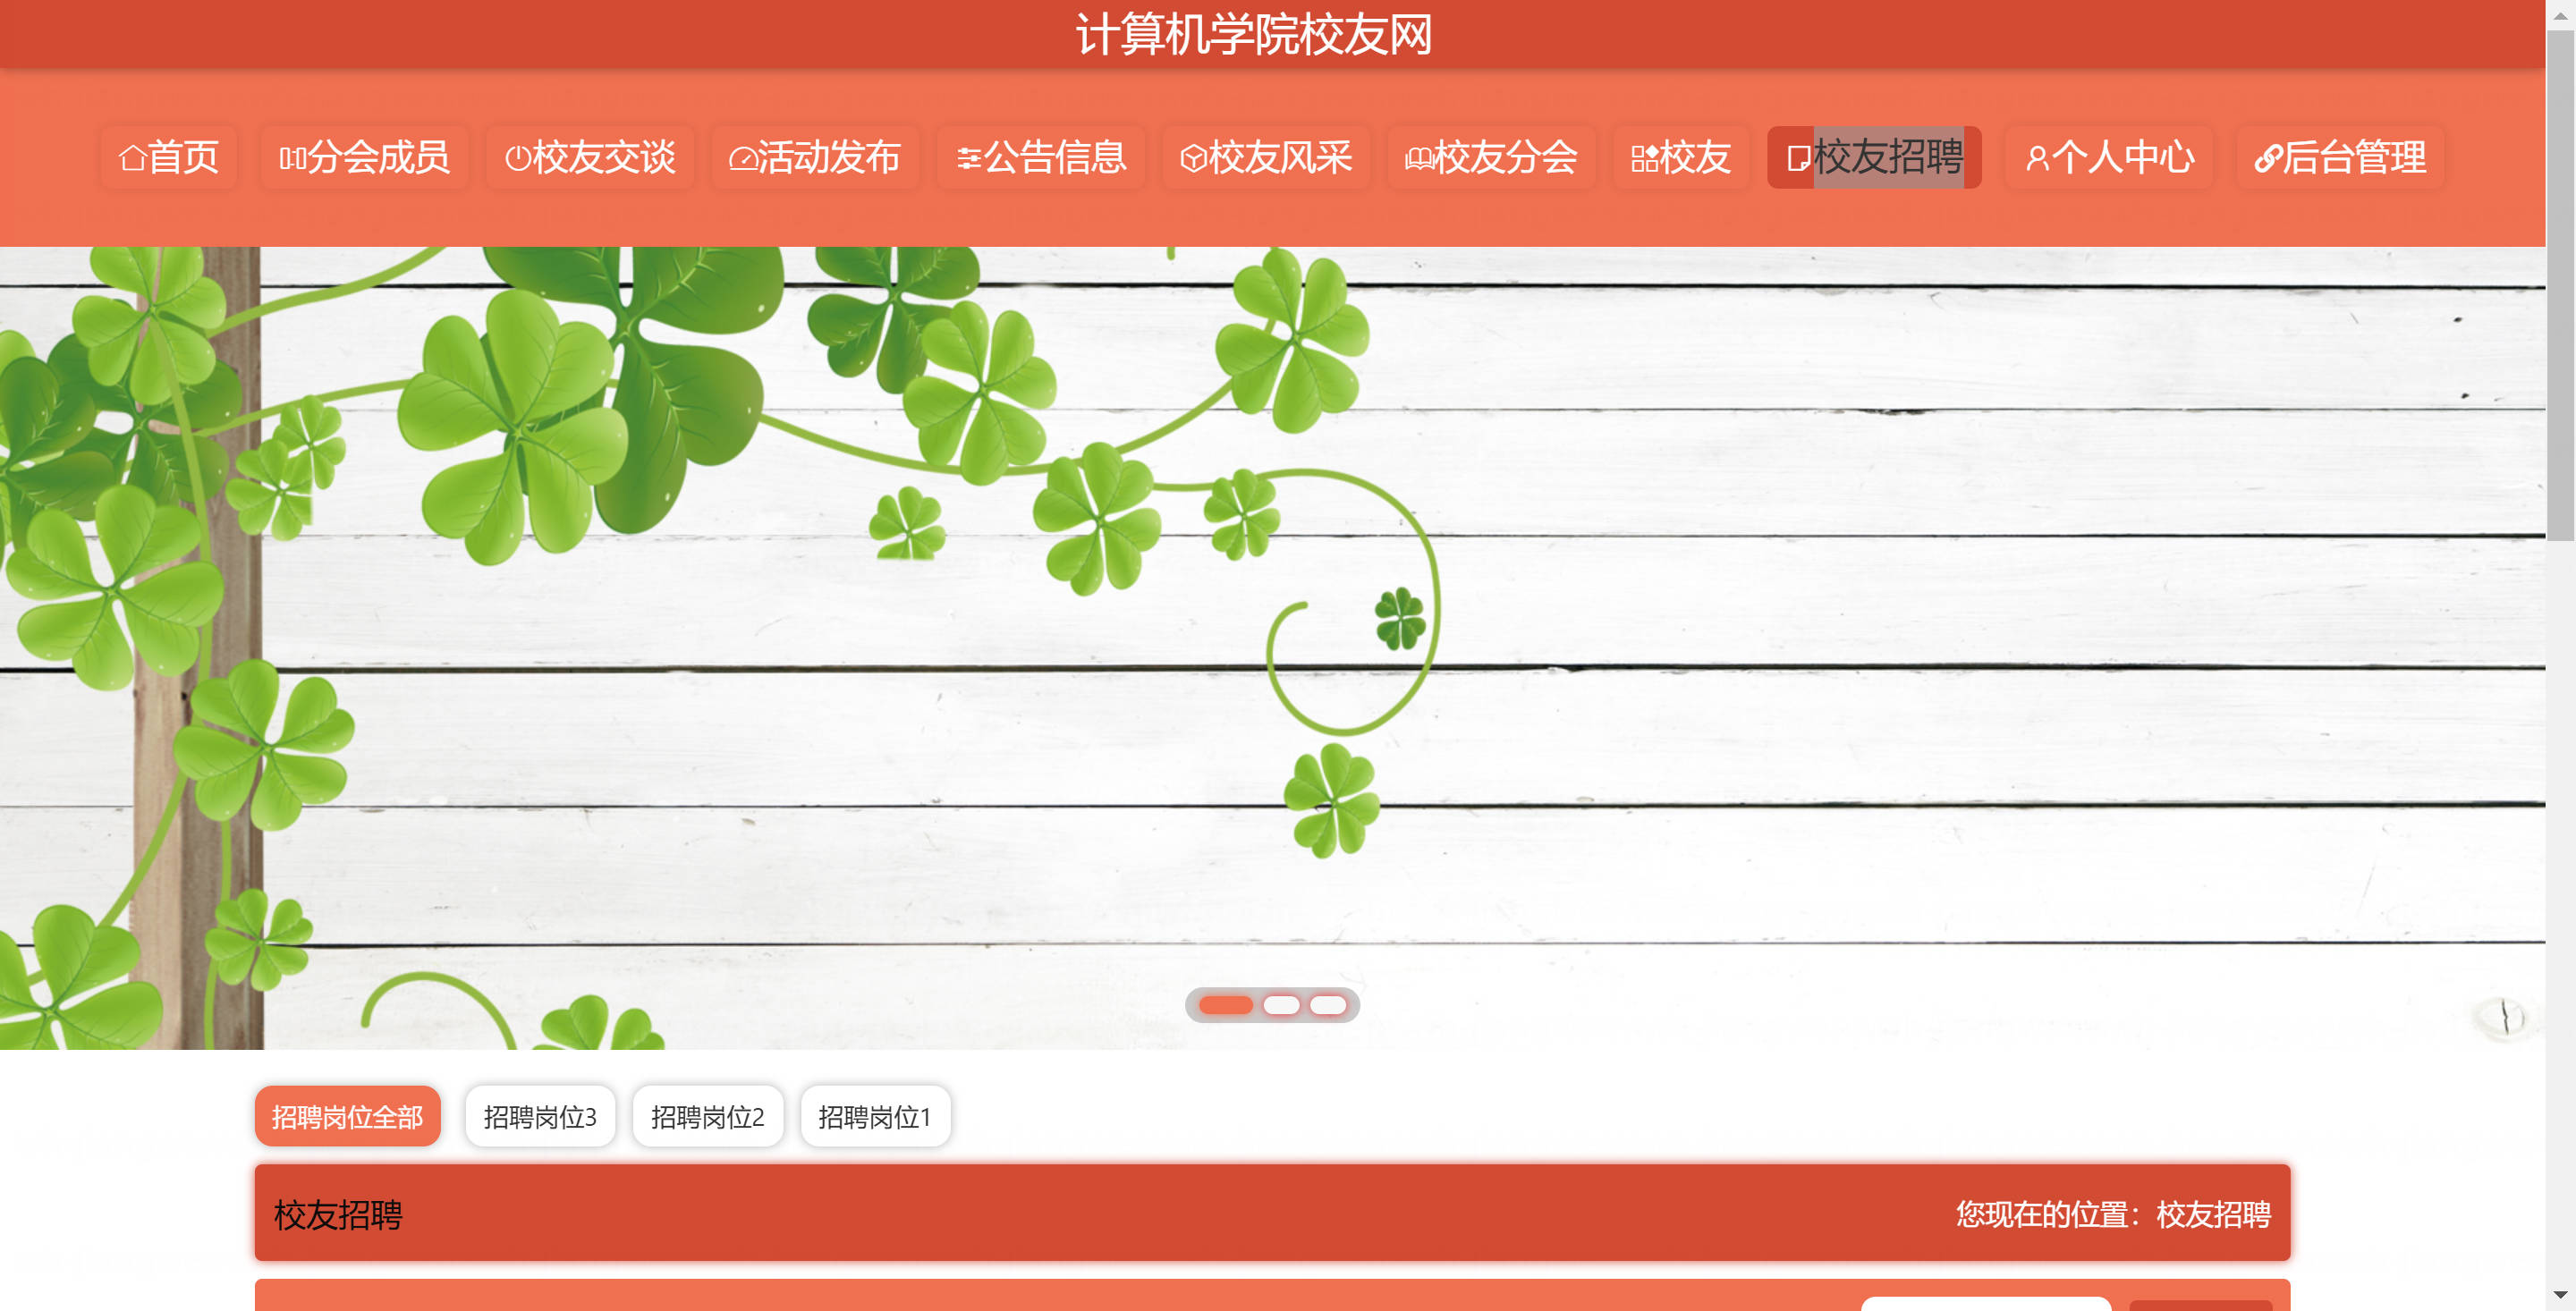 计算机学院校友网
首页 分会成员 校友交谈 活动发布 公告信息 校友风采 校友分会 校友 校友招聘 个人中心 后台管理
招聘岗位全部 招聘岗位3 招聘岗位2 招聘岗位1
校友招聘 您现在的位置：校友招聘